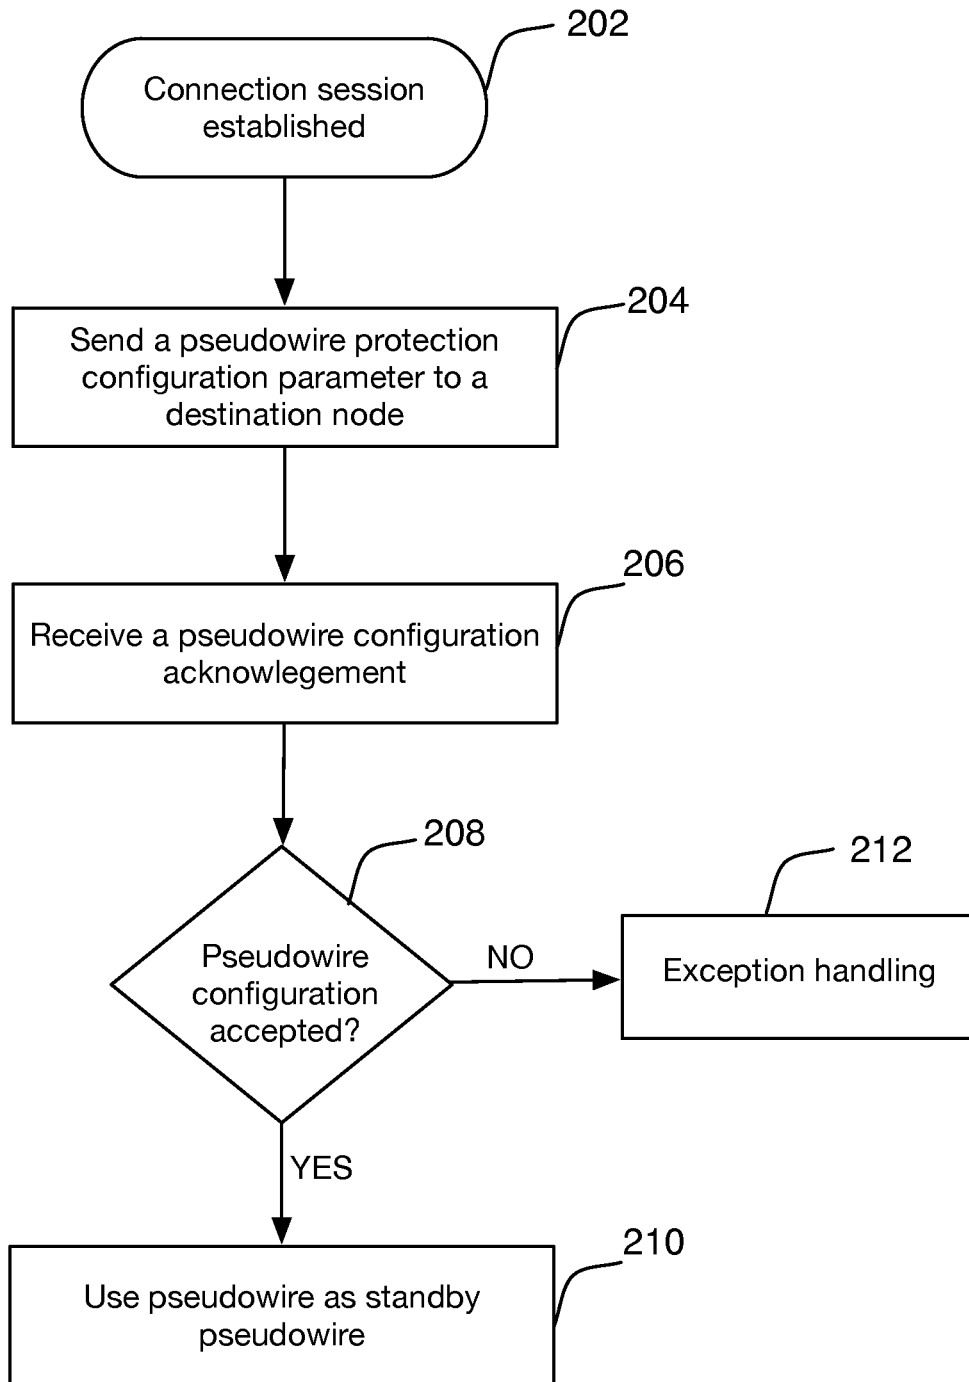 202
Connection session
established
204
Send a pseudowire protection
configuration parameter to a
destination node
206
Receive a pseudowire configuration
acknowlegement
208
212
Pseudowire
configuration
accepted?
NO
Exception handling
YES
210
Use pseudowire as standby
pseudowire